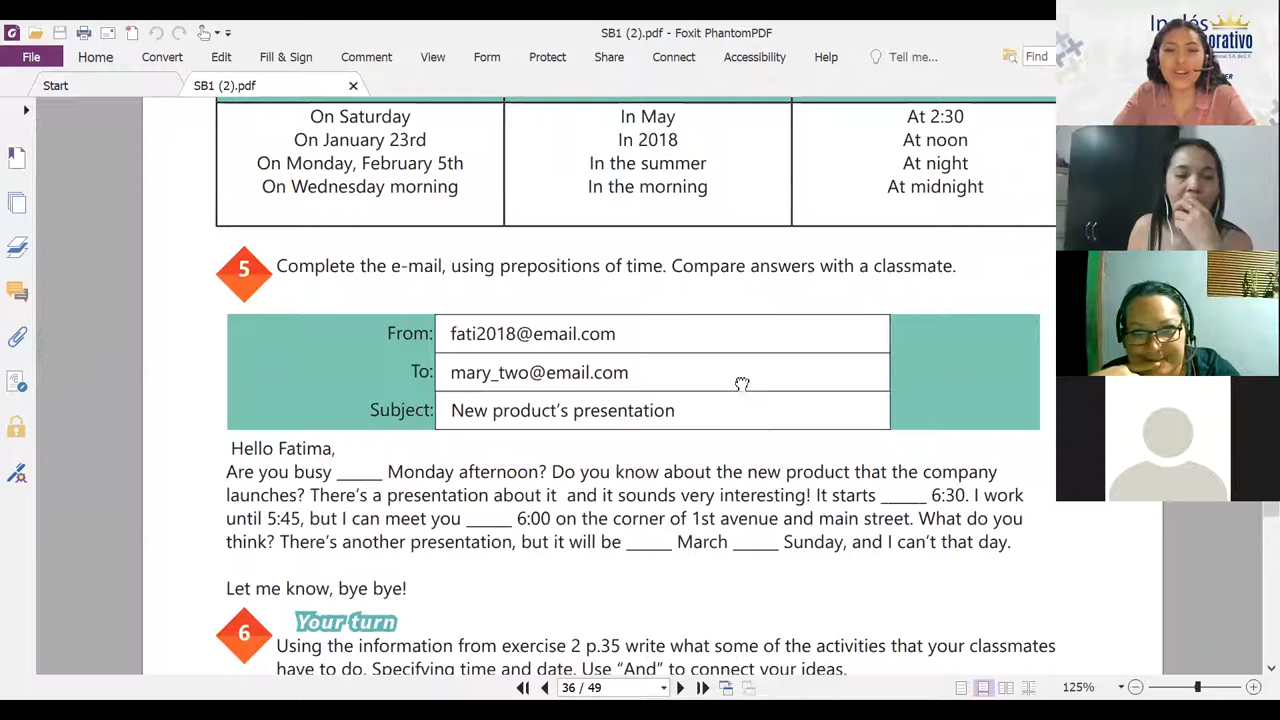 SB1 (2).pdf - Foxit PhantomPDF
File Home Convert Edit Fill & Sign Comment View Form Protect Share Connect Accessibility Help Tell me... Find
Start SB1 (2).pdf
Inglés
orativo
On Saturday In May At 2:30
On January 23rd In 2018 At noon
On Monday, February 5th In the summer At night
On Wednesday morning In the morning At midnight
5 Complete the e-mail, using prepositions of time. Compare answers with a classmate.
From: fati2018@email.com
To: mary_two@email.com
Subject: New product's presentation
Hello Fatima,
Are you busy _____ Monday afternoon? Do you know about the new product that the company
launches? There's a presentation about it and it sounds very interesting! It starts _____ 6:30. I work
until 5:45, but I can meet you _____ 6:00 on the corner of 1st avenue and main street. What do you
think? There's another presentation, but it will be _____ March _____ Sunday, and I can't that day.
Let me know, bye bye!
Your turn
6 Using the information from exercise 2 p.35 write what some of the activities that your classmates
have to do. Specifying time and date. Use "And" to connect your ideas.
36 / 49 125%